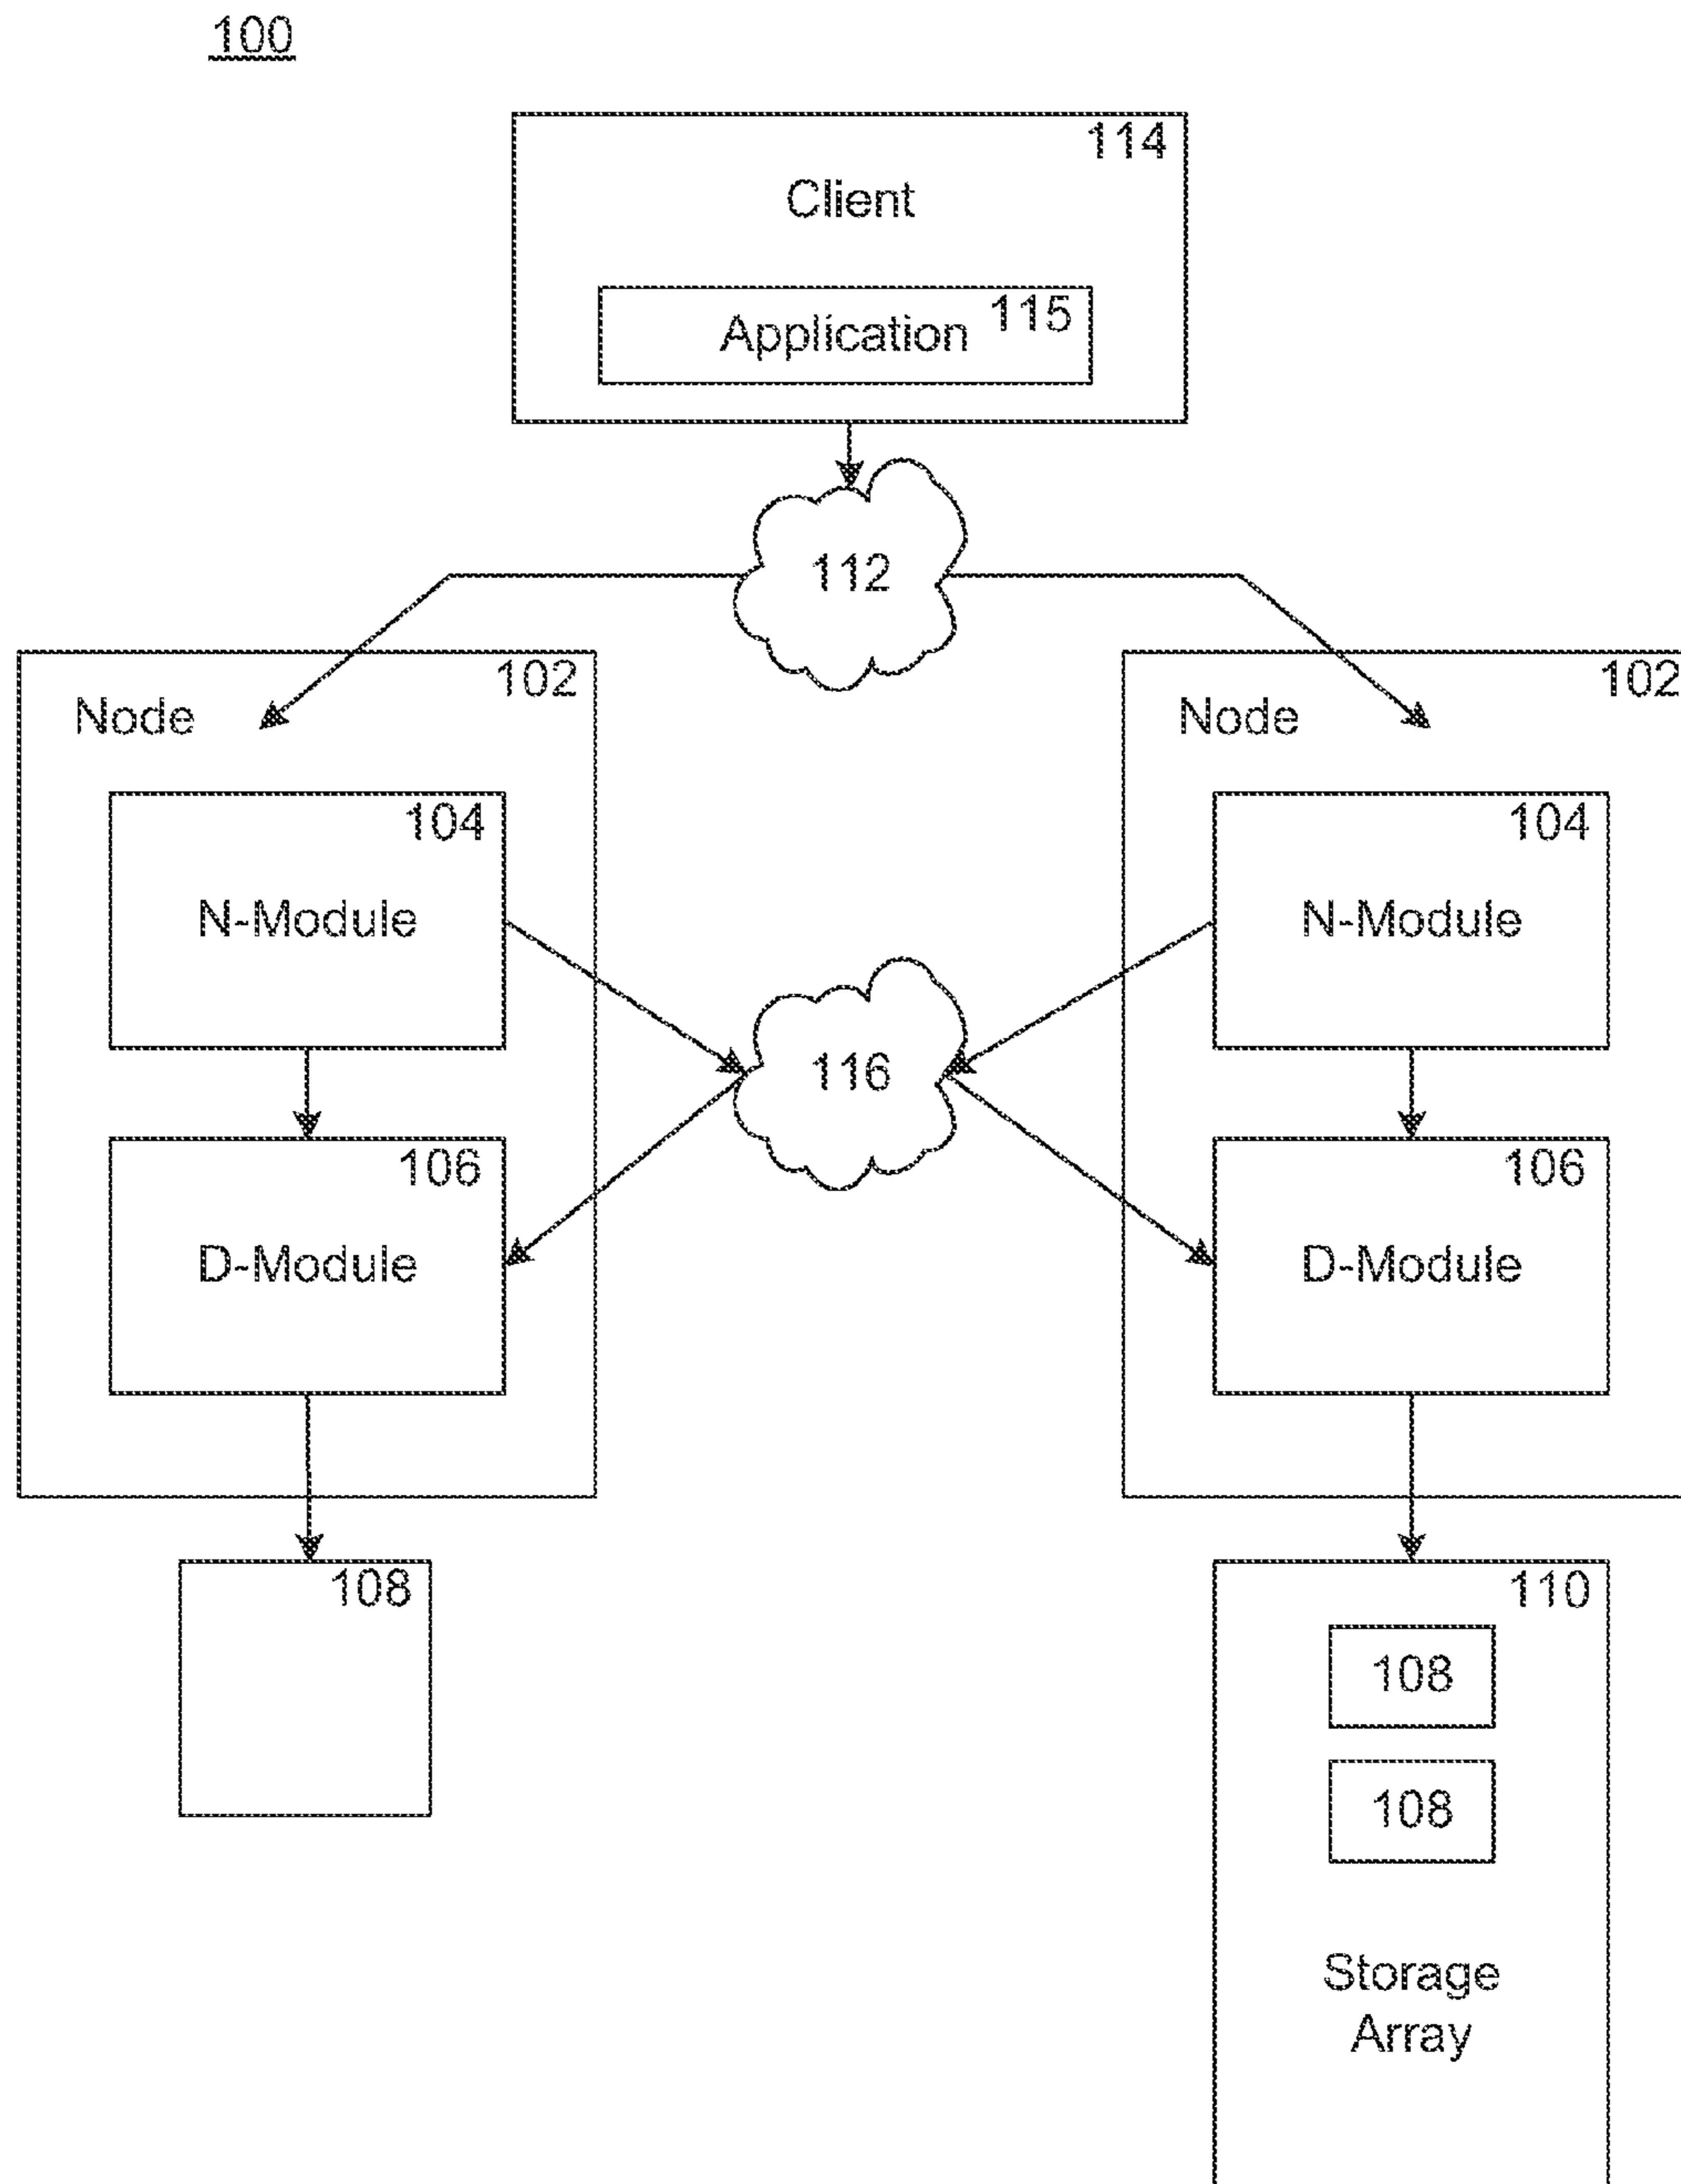 100
114
Client
Application 115
112
102
Node
102
Node
104
N-Module
104
N-Module
116
106
D-Module
106
D-Module
108
110
108
108
Storage
Array